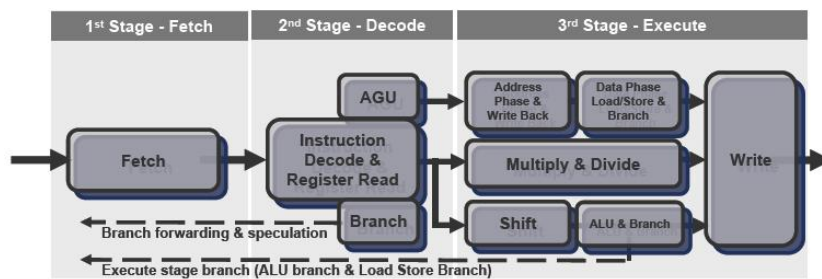 1st Stage - Fetch
2nd Stage - Decode
3rd Stage - Execute
AGU
Address
Phase &
Write Back
Data Phase
Load/Store &
Branch
Fetch
Instruction
Decode &
Register Read
Multiply & Divide
Write
Branch
Shift
ALU & Branch
Branch forwarding & speculation
Execute stage branch (ALU branch & Load Store Branch)